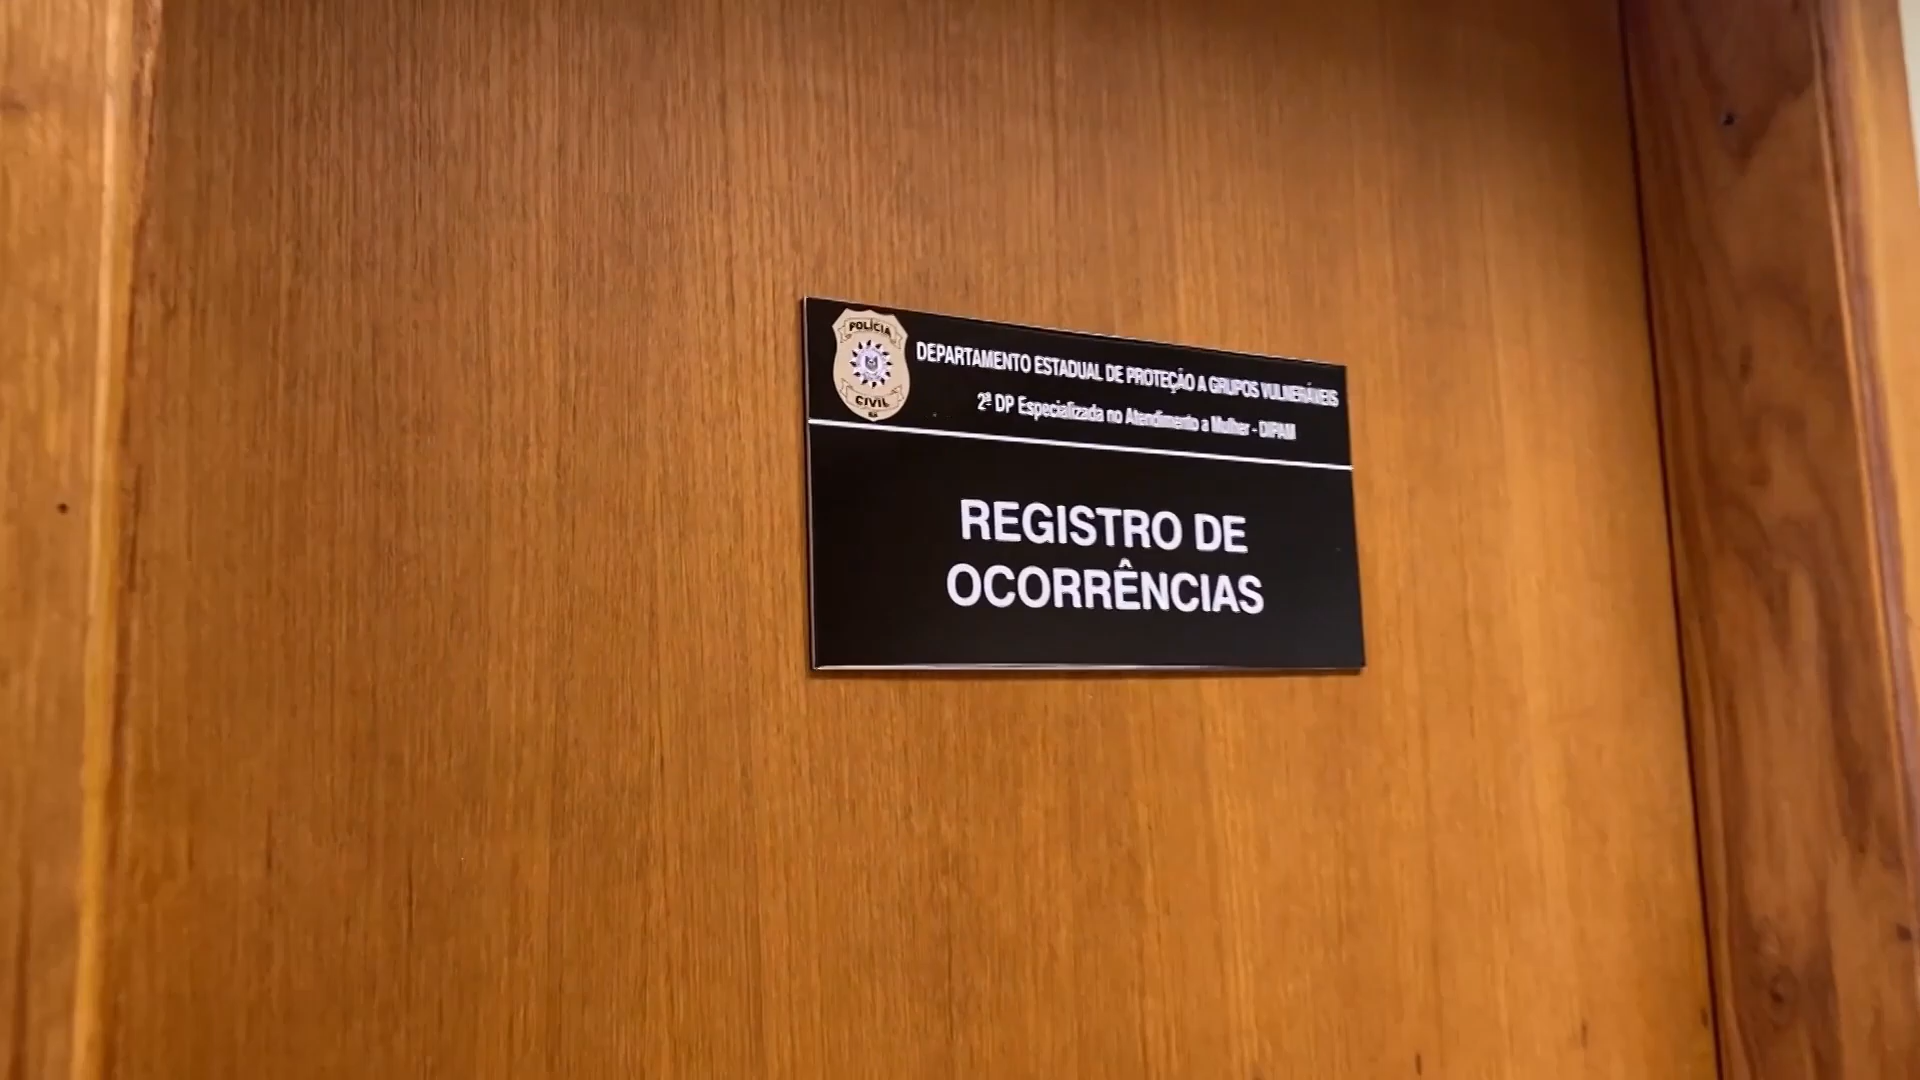 POLÍCIA
CIVIL
DEPARTAMENTO ESTADUAL DE PROTEÇÃO A GRUPOS VULNERÁVEIS
2ª DP Especializada no Atendimento a Mulher - DIPAM
REGISTRO DE
OCORRÊNCIAS